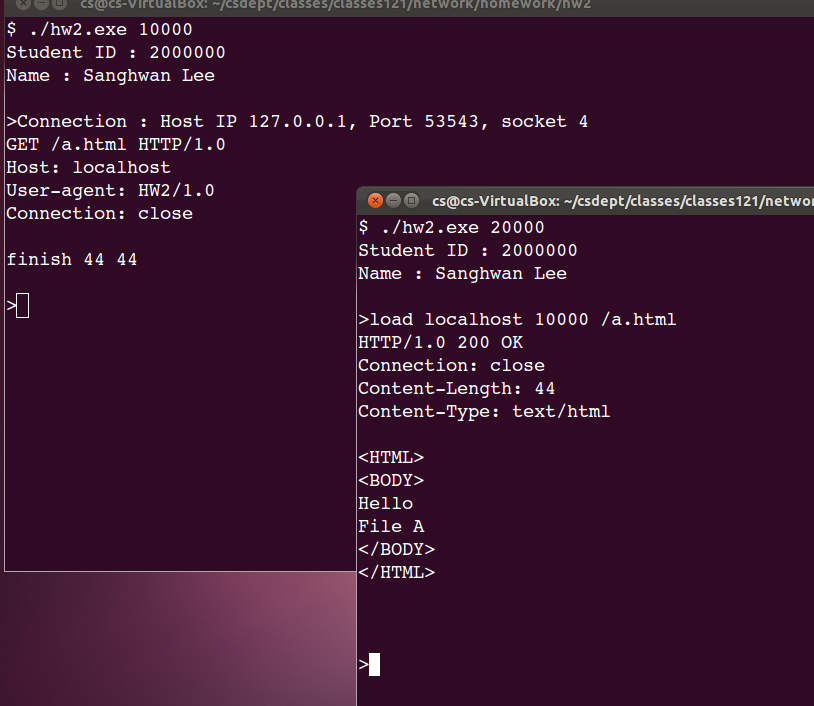 cs@cs-VirtualBox: ~/csdept/classes/classes121/network/homework/hw2
$ ./hw2.exe 10000
Student ID : 2000000
Name : Sanghwan Lee
>Connection : Host IP 127.0.0.1, Port 53543, socket 4
GET /a.html HTTP/1.0
Host: localhost
User-agent: HW2/1.0
Connection: close
finish 44 44
>
cs@cs-VirtualBox: ~/csdept/classes/classes121/networ
$ ./hw2.exe 20000
Student ID : 2000000
Name : Sanghwan Lee
>load localhost 10000 /a.html
HTTP/1.0 200 OK
Connection: close
Content-Length: 44
Content-Type: text/html
<HTML>
<BODY>
Hello
File A
</BODY>
</HTML>
>